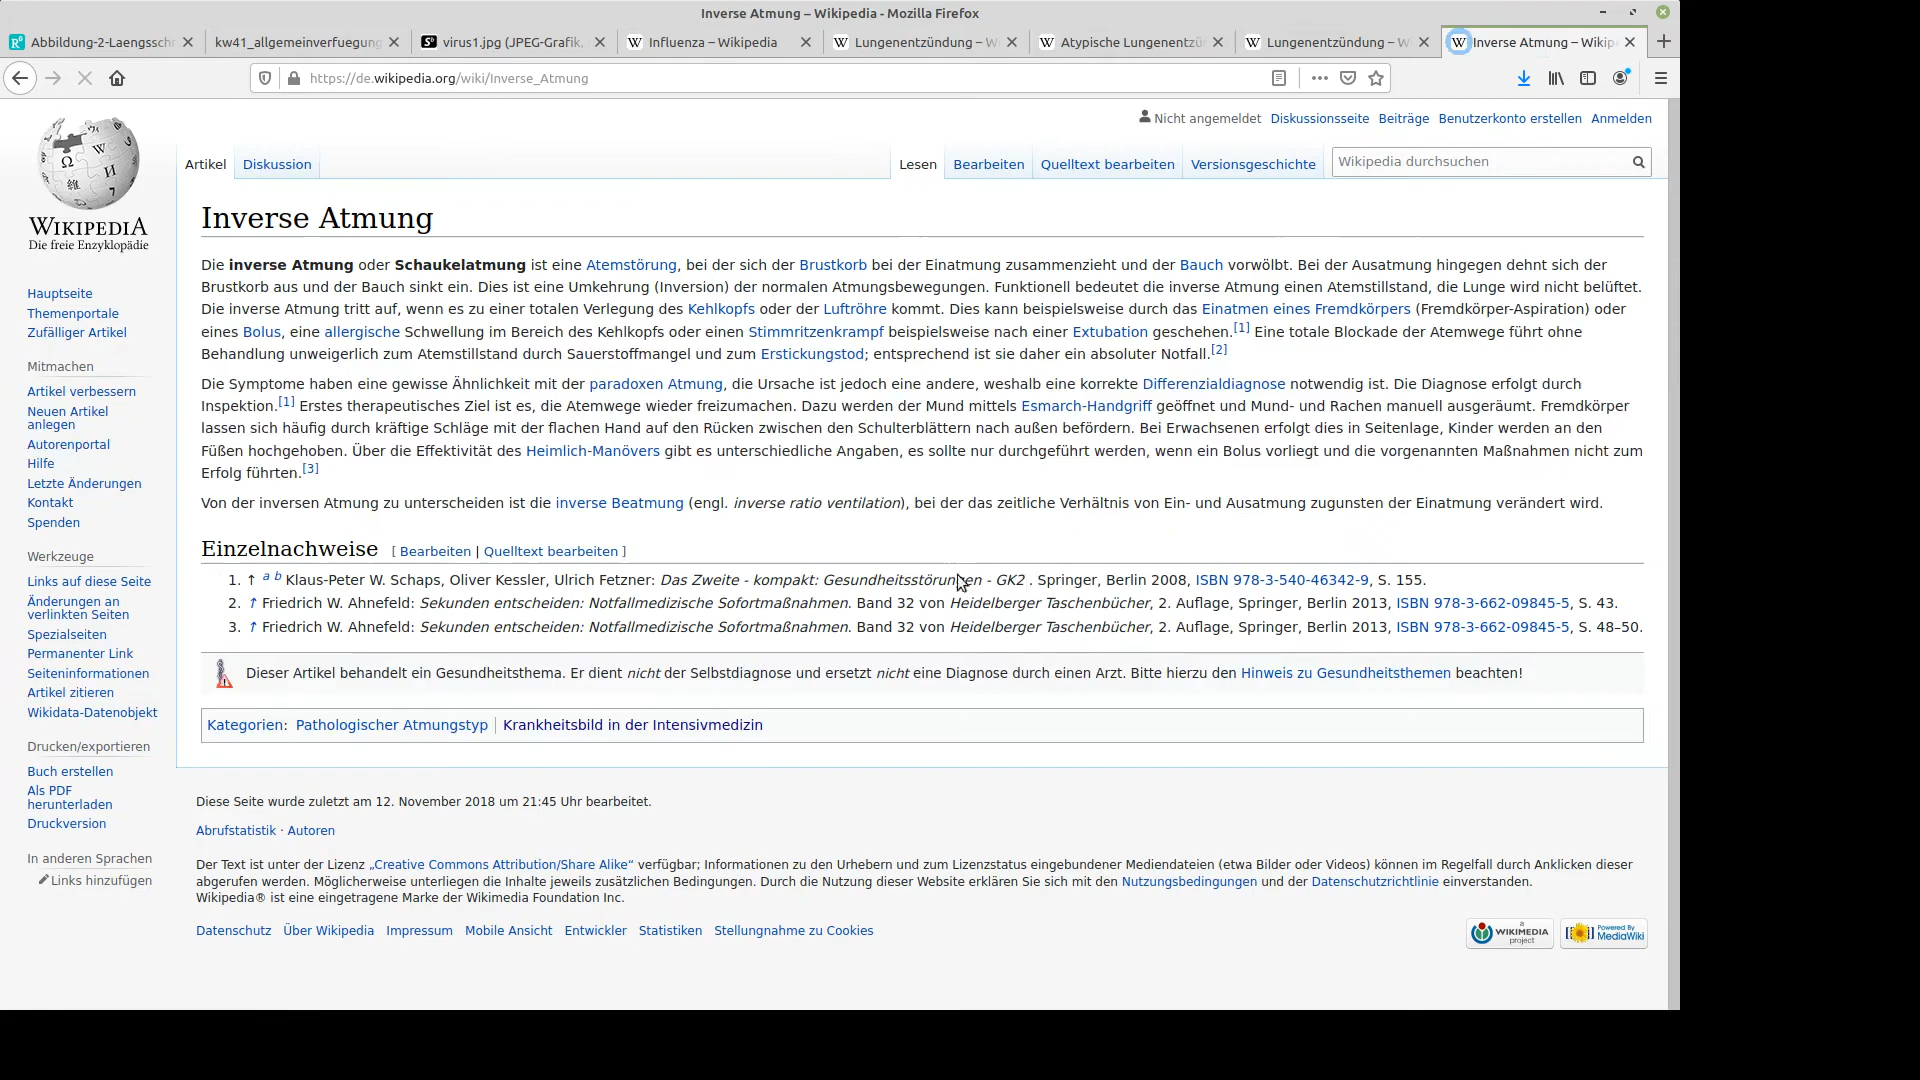 Inverse Atmung – Wikipedia - Mozilla Firefox
Abbildung-2-Laengsschr
kw41_allgemeinverfuegung
virus1.jpg (JPEG-Grafik,
Influenza – Wikipedia
Lungenentzündung – W
Atypische Lungenentzü
Lungenentzündung – Wi
Inverse Atmung – Wikip
https://de.wikipedia.org/wiki/Inverse_Atmung
WIKIPEDIA
Die freie Enzyklopädie
Hauptseite
Themenportale
Zufälliger Artikel
Mitmachen
Artikel verbessern
Neuen Artikel
anlegen
Autorenportal
Hilfe
Letzte Änderungen
Kontakt
Spenden
Werkzeuge
Links auf diese Seite
Änderungen an
verlinkten Seiten
Spezialseiten
Permanenter Link
Seiteninformationen
Artikel zitieren
Wikidata-Datenobjekt
Drucken/exportieren
Buch erstellen
Als PDF
herunterladen
Druckversion
In anderen Sprachen
Links hinzufügen
Nicht angemeldet Diskussionsseite Beiträge Benutzerkonto erstellen Anmelden
Artikel Diskussion Lesen Bearbeiten Quelltext bearbeiten Versionsgeschichte Wikipedia durchsuchen
Inverse Atmung
Die inverse Atmung oder Schaukelatmung ist eine Atemstörung, bei der sich der Brustkorb bei der Einatmung zusammenzieht und der Bauch vorwölbt. Bei der Ausatmung hingegen dehnt sich der
Brustkorb aus und der Bauch sinkt ein. Dies ist eine Umkehrung (Inversion) der normalen Atmungsbewegungen. Funktionell bedeutet die inverse Atmung einen Atemstillstand, die Lunge wird nicht belüftet.
Die inverse Atmung tritt auf, wenn es zu einer totalen Verlegung des Kehlkopfs oder der Luftröhre kommt. Dies kann beispielsweise durch das Einatmen eines Fremdkörpers (Fremdkörper-Aspiration) oder
eines Bolus, eine allergische Schwellung im Bereich des Kehlkopfs oder einen Stimmritzenkrampf beispielsweise nach einer Extubation geschehen.[1] Eine totale Blockade der Atemwege führt ohne
Behandlung unweigerlich zum Atemstillstand durch Sauerstoffmangel und zum Erstickungstod; entsprechend ist sie daher ein absoluter Notfall.[2]
Die Symptome haben eine gewisse Ähnlichkeit mit der paradoxen Atmung, die Ursache ist jedoch eine andere, weshalb eine korrekte Differenzialdiagnose notwendig ist. Die Diagnose erfolgt durch
Inspektion.[1] Erstes therapeutisches Ziel ist es, die Atemwege wieder freizumachen. Dazu werden der Mund mittels Esmarch-Handgriff geöffnet und Mund- und Rachen manuell ausgeräumt. Fremdkörper
lassen sich häufig durch kräftige Schläge mit der flachen Hand auf den Rücken zwischen den Schulterblättern nach außen befördern. Bei Erwachsenen erfolgt dies in Seitenlage, Kinder werden an den
Füßen hochgehoben. Über die Effektivität des Heimlich-Manövers gibt es unterschiedliche Angaben, es sollte nur durchgeführt werden, wenn ein Bolus vorliegt und die vorgenannten Maßnahmen nicht zum
Erfolg führten.[3]
Von der inversen Atmung zu unterscheiden ist die inverse Beatmung (engl. inverse ratio ventilation), bei der das zeitliche Verhältnis von Ein- und Ausatmung zugunsten der Einatmung verändert wird.
Einzelnachweise [ Bearbeiten | Quelltext bearbeiten ]
1. ↑ a b Klaus-Peter W. Schaps, Oliver Kessler, Ulrich Fetzner: Das Zweite - kompakt: Gesundheitsstörungen - GK2 . Springer, Berlin 2008, ISBN 978-3-540-46342-9, S. 155.
2. ↑ Friedrich W. Ahnefeld: Sekunden entscheiden: Notfallmedizinische Sofortmaßnahmen. Band 32 von Heidelberger Taschenbücher, 2. Auflage, Springer, Berlin 2013, ISBN 978-3-662-09845-5, S. 43.
3. ↑ Friedrich W. Ahnefeld: Sekunden entscheiden: Notfallmedizinische Sofortmaßnahmen. Band 32 von Heidelberger Taschenbücher, 2. Auflage, Springer, Berlin 2013, ISBN 978-3-662-09845-5, S. 48–50.
Dieser Artikel behandelt ein Gesundheitsthema. Er dient nicht der Selbstdiagnose und ersetzt nicht eine Diagnose durch einen Arzt. Bitte hierzu den Hinweis zu Gesundheitsthemen beachten!
Kategorien: Pathologischer Atmungstyp | Krankheitsbild in der Intensivmedizin
Diese Seite wurde zuletzt am 12. November 2018 um 21:45 Uhr bearbeitet.
Abrufstatistik · Autoren
Der Text ist unter der Lizenz „Creative Commons Attribution/Share Alike“ verfügbar; Informationen zu den Urhebern und zum Lizenzstatus eingebundener Mediendateien (etwa Bilder oder Videos) können im Regelfall durch Anklicken dieser
abgerufen werden. Möglicherweise unterliegen die Inhalte jeweils zusätzlichen Bedingungen. Durch die Nutzung dieser Website erklären Sie sich mit den Nutzungsbedingungen und der Datenschutzrichtlinie einverstanden.
Wikipedia® ist eine eingetragene Marke der Wikimedia Foundation Inc.
Datenschutz Über Wikipedia Impressum Mobile Ansicht Entwickler Statistiken Stellungnahme zu Cookies
a
WIKIMEDIA
project
Powered By
MediaWiki